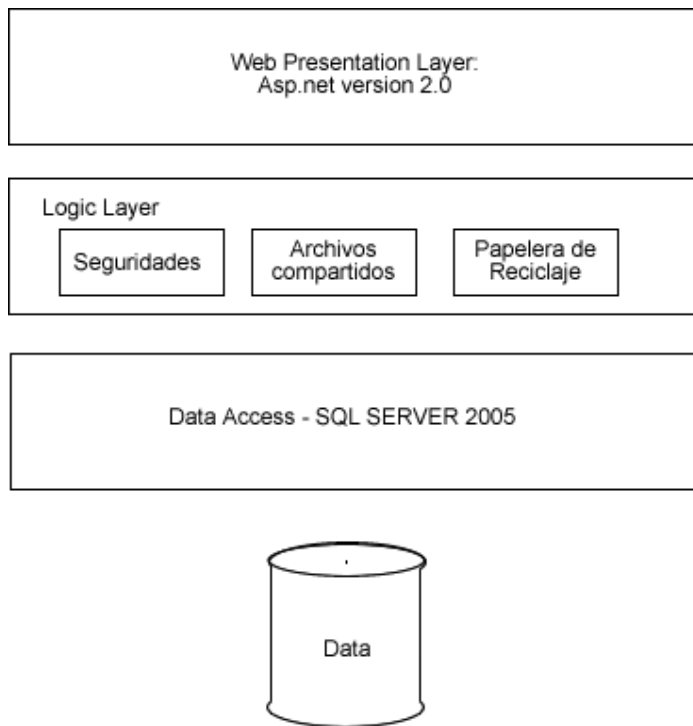 Web Presentation Layer:
Asp.net version 2.0
Logic Layer
Seguridades
Archivos
compartidos
Papelera de
Reciclaje
Data Access - SQL SERVER 2005
Data